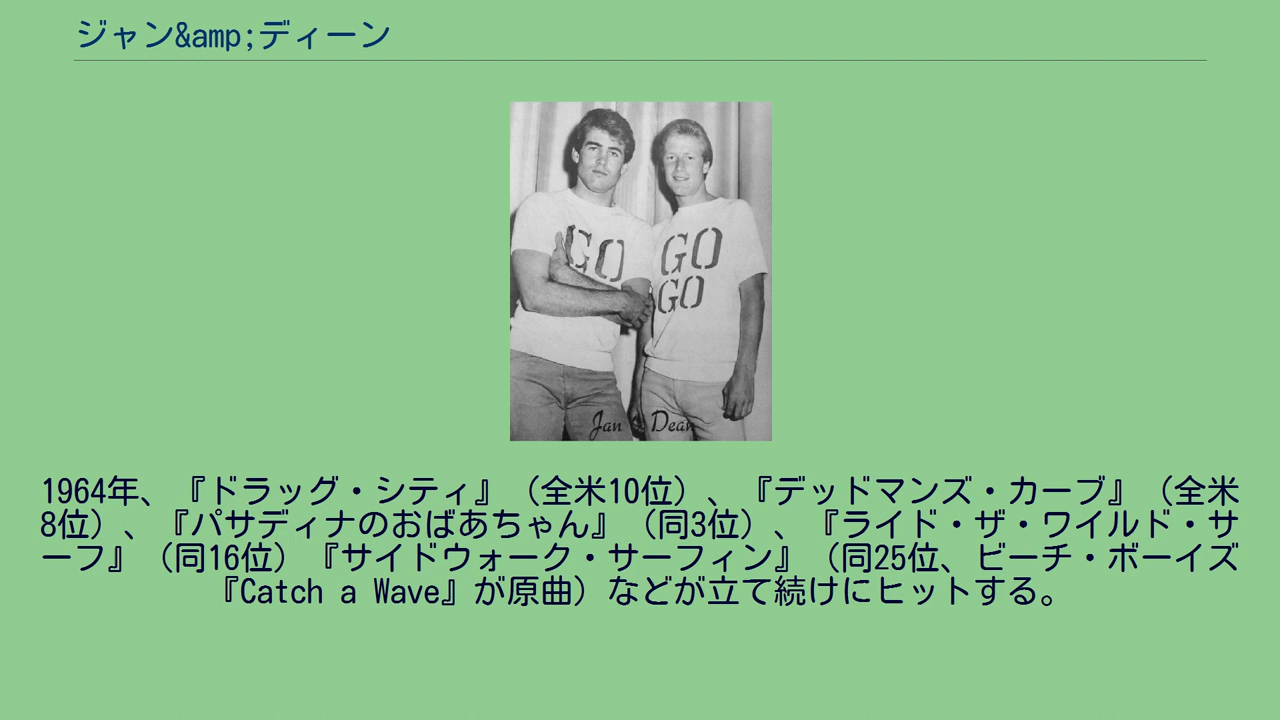 ジャン&amp;ディーン
GO
GO
GO
Jan & Dean
1964年、『ドラッグ・シティ』（全米10位）、『デッドマンズ・カーブ』（全米
8位）、『パサディナのおばあちゃん』（同3位）、『ライド・ザ・ワイルド・サ
ーフ』（同16位）『サイドウォーク・サーフィン』（同25位、ビーチ・ボーイズ
『Catch a Wave』が原曲）などが立て続けにヒットする。